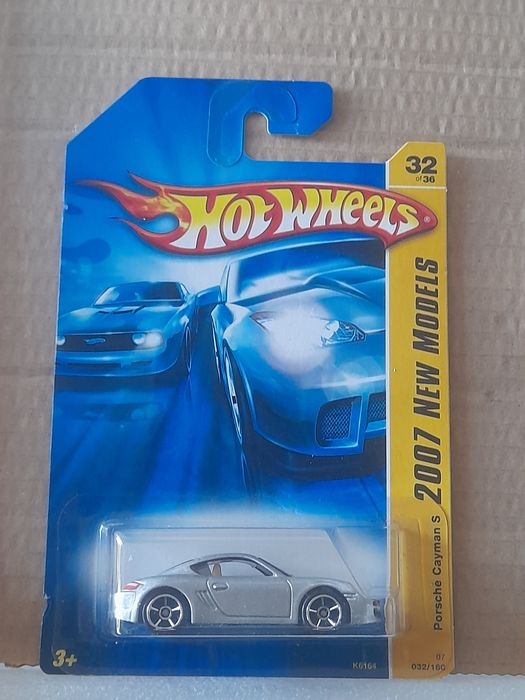 32
of 36
HOT WHEELS®
2007 NEW MODELS
Porsche Cayman S
3+
K6164
07
032/180